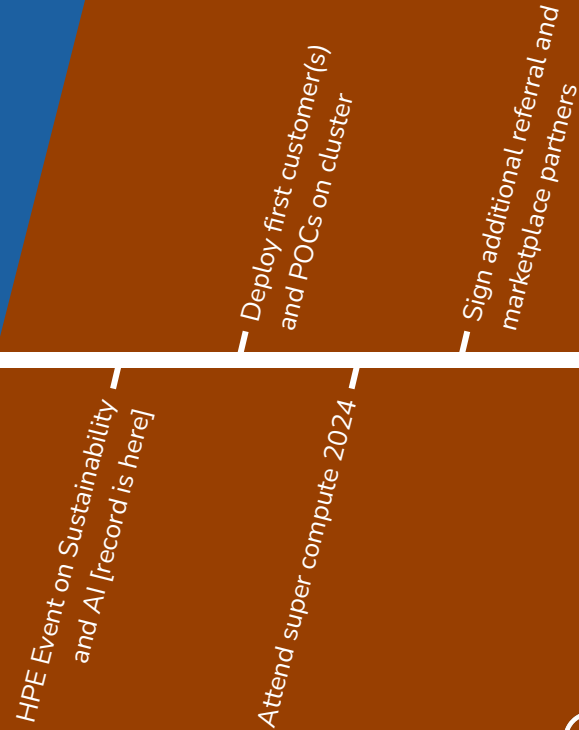 Deploy first customer(s)
and POCs on cluster
Sign additional referral and
marketplace partners
HPE Event on Sustainability
and AI [record is here]
Attend super compute 2024